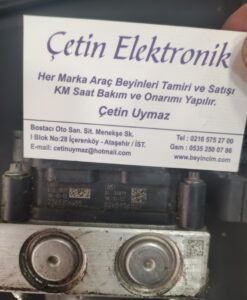 Çetin Elektronik
Her Marka Araç Beyinleri Tamiri ve Satışı
KM Saat Bakım ve Onarımı Yapılır.
Çetin Uymaz
Bostacı Oto San. Sit. Menekşe Sk.
I Blok No:28 İçerenköy - Ataşehir / İST.
E-mail: cetinuymaz@hotmail.com
Tel : 0216 575 27 00
Gsm : 0535 250 07 86
www.beyincim.com